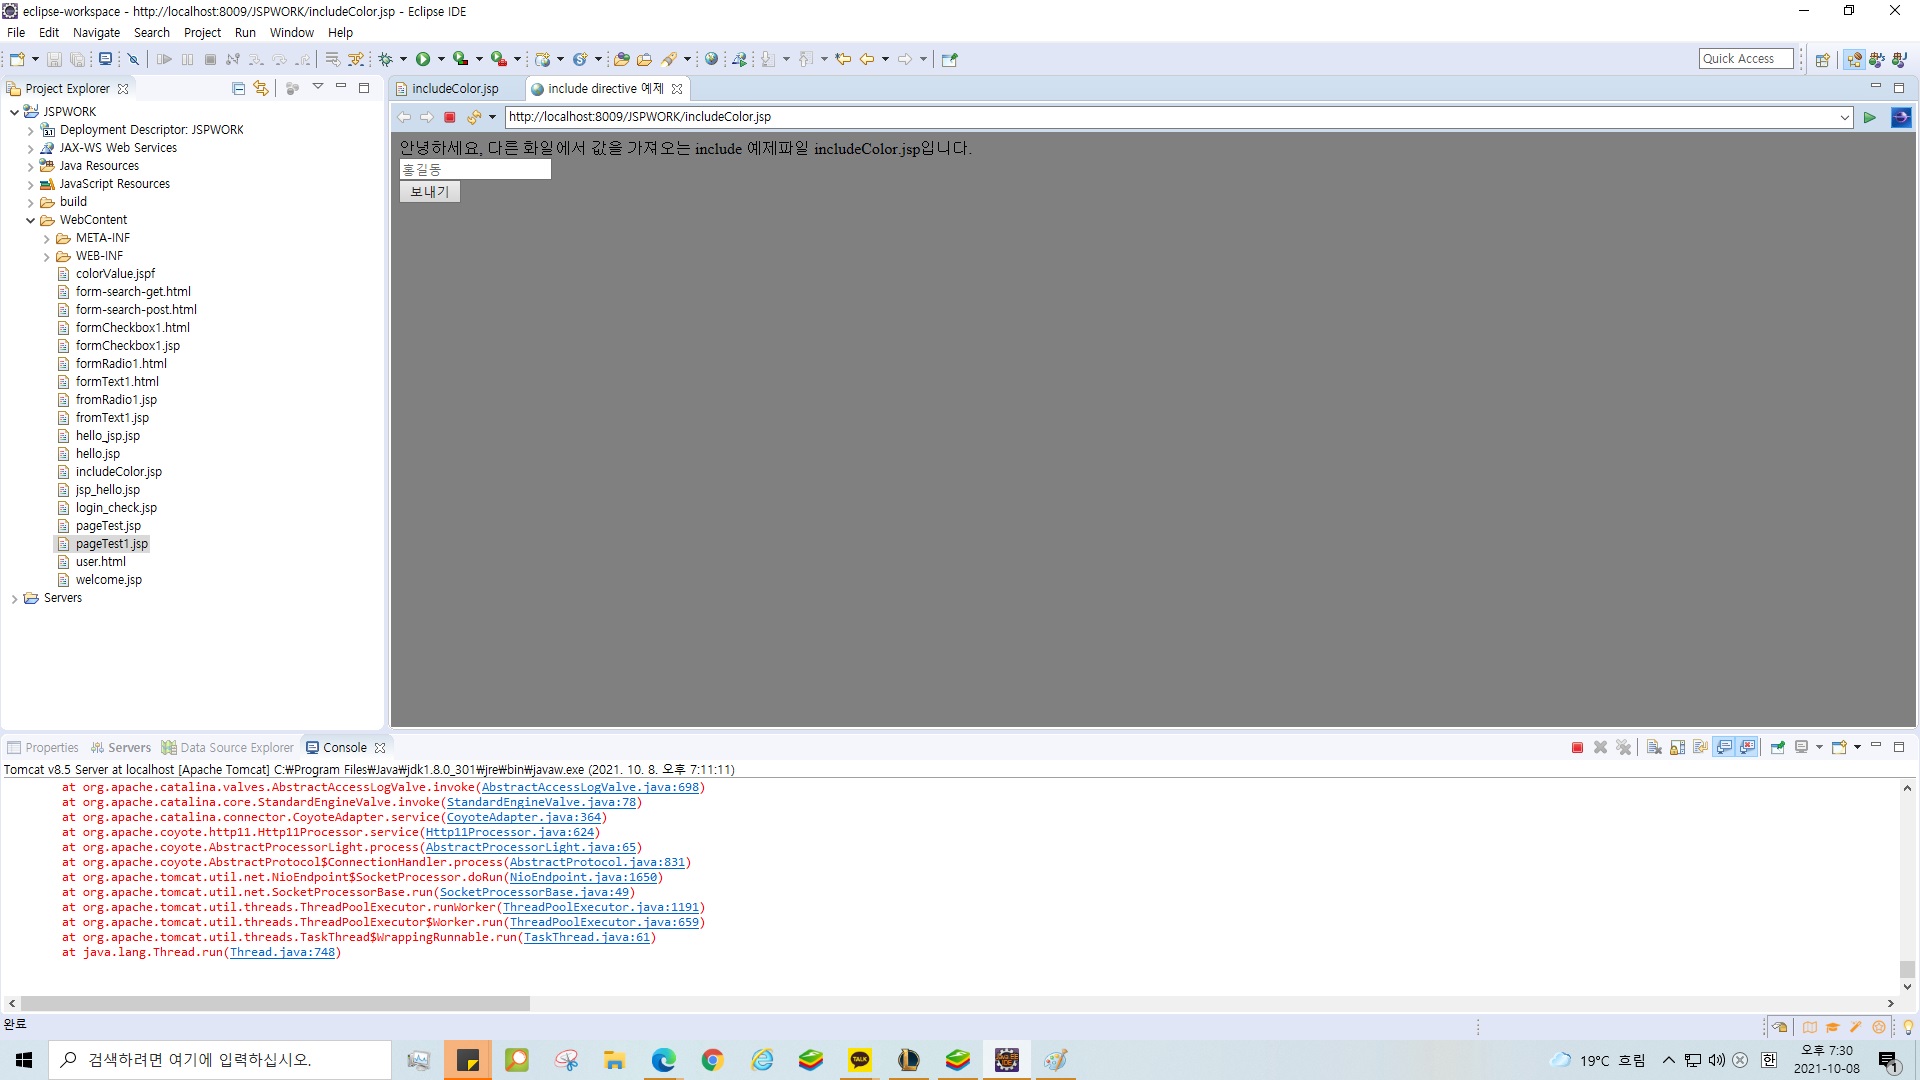 eclipse-workspace - http://localhost:8009/JSPWORK/includeColor.jsp - Eclipse IDE
File Edit Navigate Search Project Run Window Help
Quick Access
Project Explorer
includeColor.jsp
include directive 예제
http://localhost:8009/JSPWORK/includeColor.jsp
JSPWORK
Deployment Descriptor: JSPWORK
JAX-WS Web Services
Java Resources
JavaScript Resources
build
WebContent
META-INF
WEB-INF
colorValue.jspf
form-search-get.html
form-search-post.html
formCheckbox1.html
formCheckbox1.jsp
formRadio1.html
formText1.html
fromRadio1.jsp
fromText1.jsp
hello_jsp.jsp
hello.jsp
includeColor.jsp
jsp_hello.jsp
login_check.jsp
pageTest.jsp
pageTest1.jsp
user.html
welcome.jsp
Servers
안녕하세요, 다른 화일에서 값을 가져오는 include 예제파일 includeColor.jsp입니다.
홍길동
보내기
Properties Servers Data Source Explorer Console
Tomcat v8.5 Server at localhost [Apache Tomcat] C:₩Program Files₩Java₩jdk1.8.0_301₩jre₩bin₩javaw.exe (2021. 10. 8. 오후 7:11:11)
at org.apache.catalina.valves.AbstractAccessLogValve.invoke(AbstractAccessLogValve.java:698)
at org.apache.catalina.core.StandardEngineValve.invoke(StandardEngineValve.java:78)
at org.apache.catalina.connector.CoyoteAdapter.service(CoyoteAdapter.java:364)
at org.apache.coyote.http11.Http11Processor.service(Http11Processor.java:624)
at org.apache.coyote.AbstractProcessorLight.process(AbstractProcessorLight.java:65)
at org.apache.coyote.AbstractProtocol$ConnectionHandler.process(AbstractProtocol.java:831)
at org.apache.tomcat.util.net.NioEndpoint$SocketProcessor.doRun(NioEndpoint.java:1650)
at org.apache.tomcat.util.net.SocketProcessorBase.run(SocketProcessorBase.java:49)
at org.apache.tomcat.util.threads.ThreadPoolExecutor.runWorker(ThreadPoolExecutor.java:1191)
at org.apache.tomcat.util.threads.ThreadPoolExecutor$Worker.run(ThreadPoolExecutor.java:659)
at org.apache.tomcat.util.threads.TaskThread$WrappingRunnable.run(TaskThread.java:61)
at java.lang.Thread.run(Thread.java:748)
완료
검색하려면 여기에 입력하십시오.
TALK
19°C 흐림
한
오후 7:30
2021-10-08
1